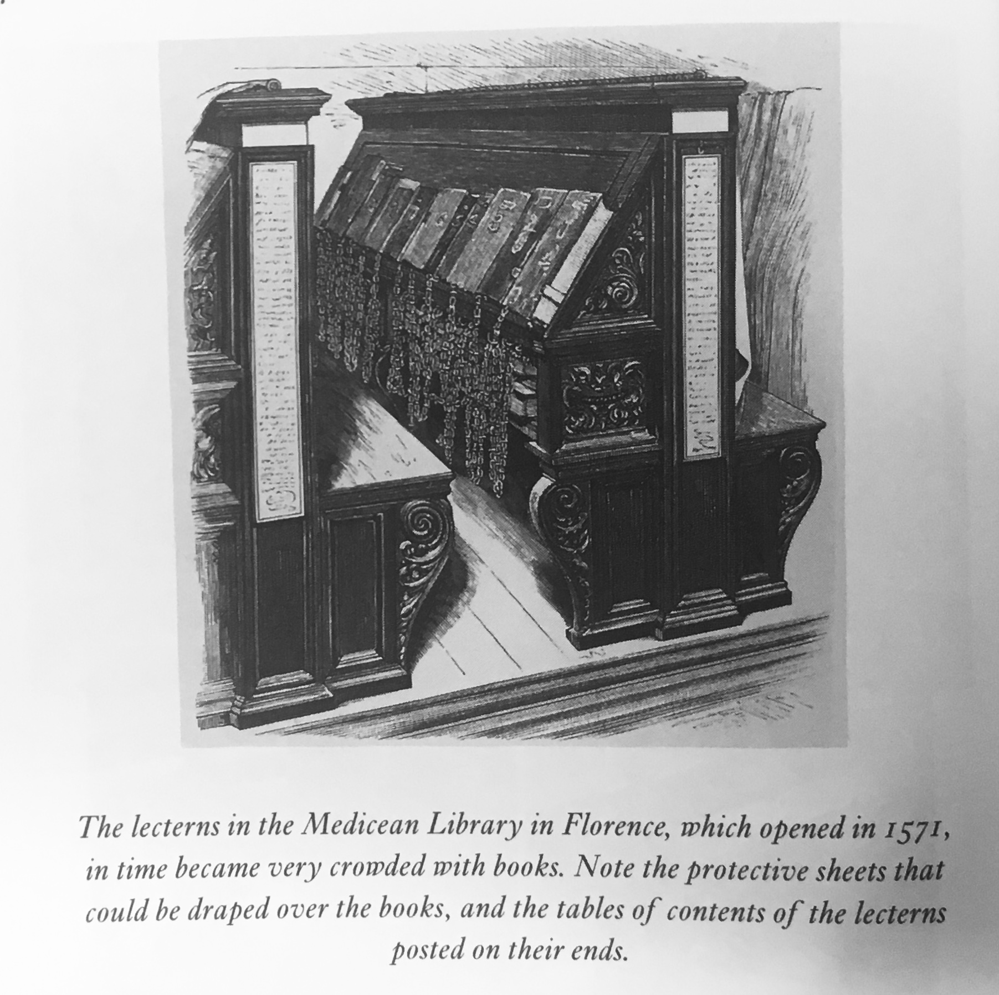 The lecterns in the Medicean Library in Florence, which opened in 1571,
in time became very crowded with books. Note the protective sheets that
could be draped over the books, and the tables of contents of the lecterns
posted on their ends.